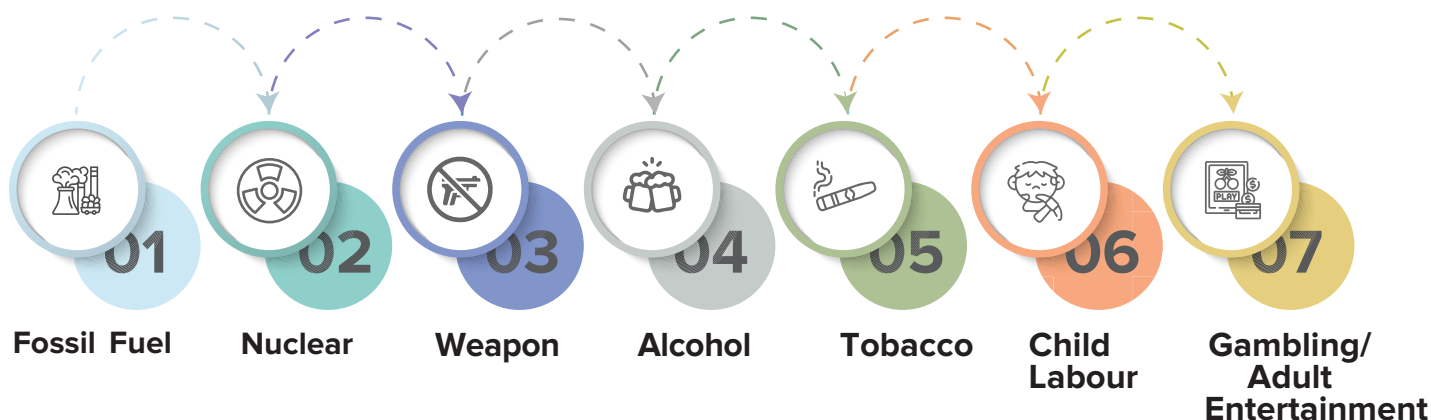 01
02
03
04
05
06
07
PLAY
$
$
Fossil Fuel
Nuclear
Weapon
Alcohol
Tobacco
Child
Labour
Gambling/
Adult
Entertainment